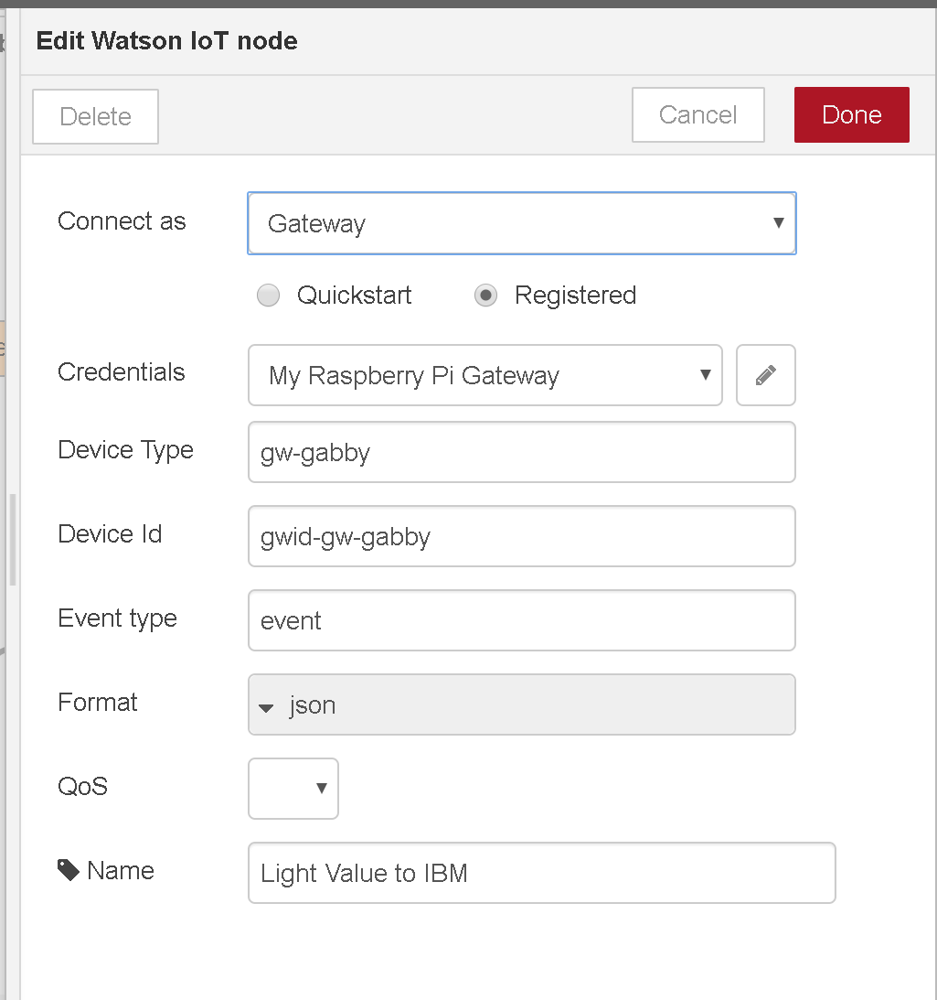 Edit Watson IoT node
Delete
Cancel
Done
Connect as
Gateway
Quickstart
Registered
Credentials
My Raspberry Pi Gateway
Device Type
gw-gabby
Device Id
gwid-gw-gabby
Event type
event
Format
json
QoS
Name
Light Value to IBM